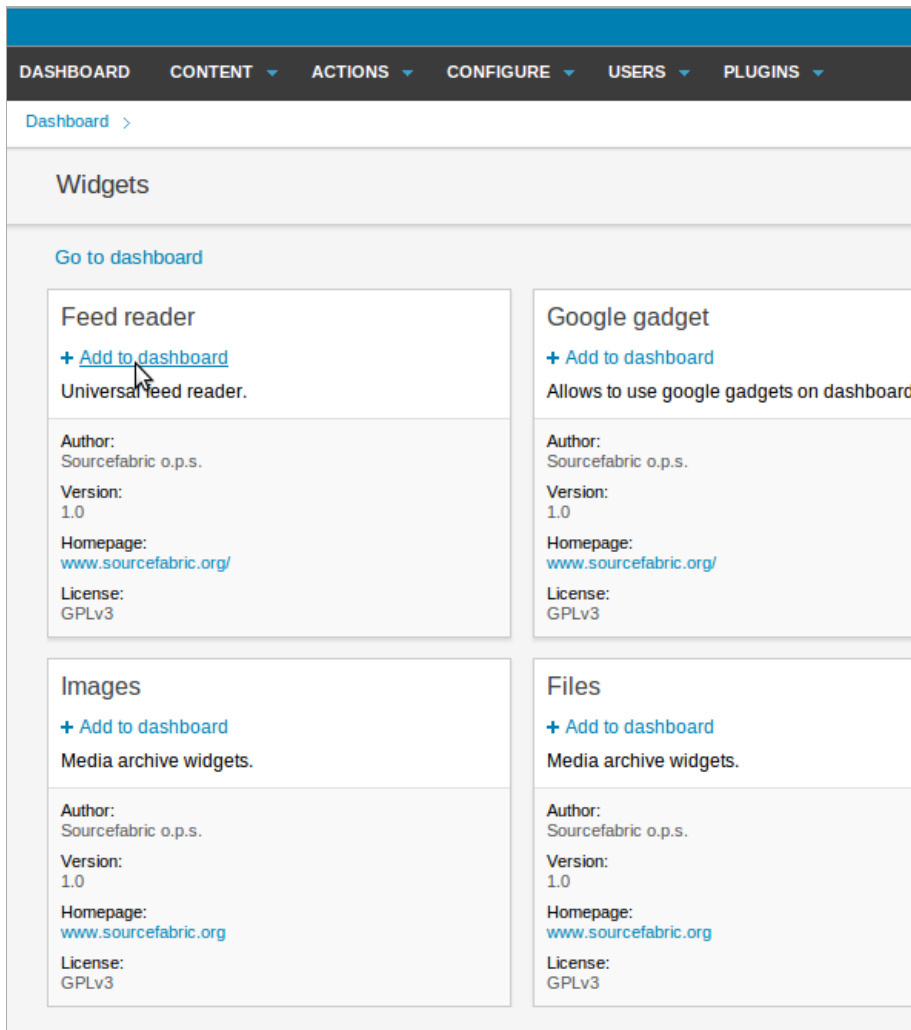 DASHBOARD CONTENT ACTIONS CONFIGURE USERS PLUGINS
Dashboard >
Widgets
Go to dashboard
Feed reader
+ Add to dashboard
Universal feed reader.
Author:
Sourcefabric o.p.s.
Version:
1.0
Homepage:
www.sourcefabric.org/
License:
GPLv3
Google gadget
+ Add to dashboard
Allows to use google gadgets on dashboard
Author:
Sourcefabric o.p.s.
Version:
1.0
Homepage:
www.sourcefabric.org/
License:
GPLv3
Images
+ Add to dashboard
Media archive widgets.
Author:
Sourcefabric o.p.s.
Version:
1.0
Homepage:
www.sourcefabric.org
License:
GPLv3
Files
+ Add to dashboard
Media archive widgets.
Author:
Sourcefabric o.p.s.
Version:
1.0
Homepage:
www.sourcefabric.org
License:
GPLv3